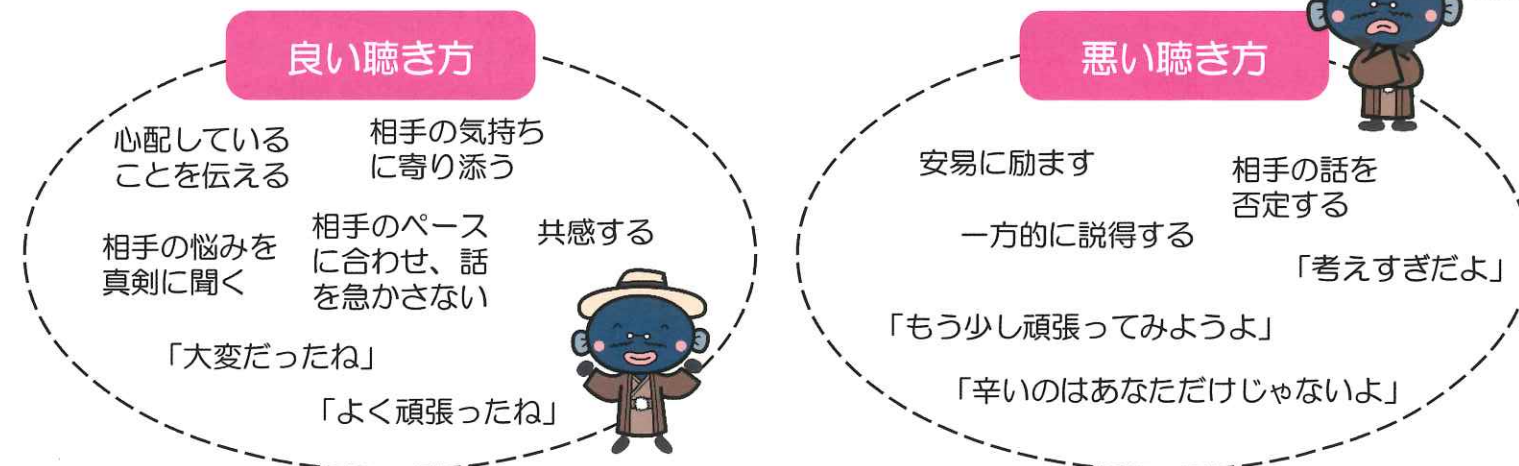 良い聴き方
心配している
ことを伝える
相手の気持ち
に寄り添う
相手の悩みを
真剣に聞く
相手のペース
に合わせ、話
を急かさない
共感する
「大変だったね」
「よく頑張ったね」
悪い聴き方
安易に励ます
相手の話を
否定する
一方的に説得する
「考えすぎだよ」
「もう少し頑張ってみようよ」
「辛いのはあなただけじゃないよ」